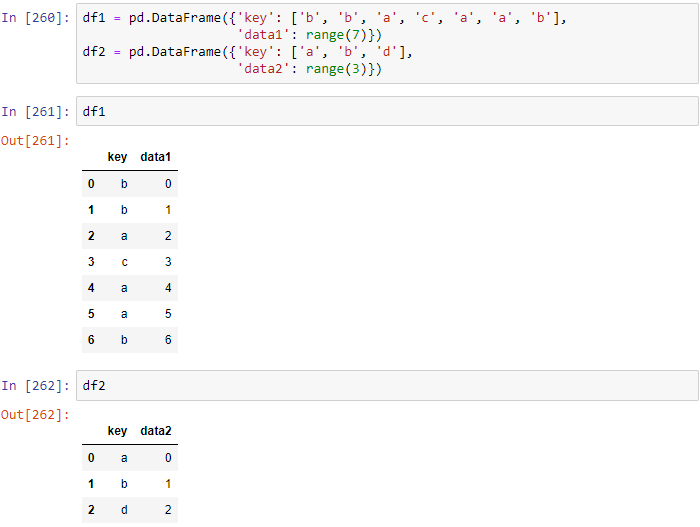 In [260]: df1 = pd.DataFrame({'key': ['b', 'b', 'a', 'c', 'a', 'a', 'b'],
'data1': range(7)})
df2 = pd.DataFrame({'key': ['a', 'b', 'd'],
'data2': range(3)})
In [261]: df1
Out[261]:
key data1
0 b 0
1 b 1
2 a 2
3 c 3
4 a 4
5 a 5
6 b 6
In [262]: df2
Out[262]:
key data2
0 a 0
1 b 1
2 d 2